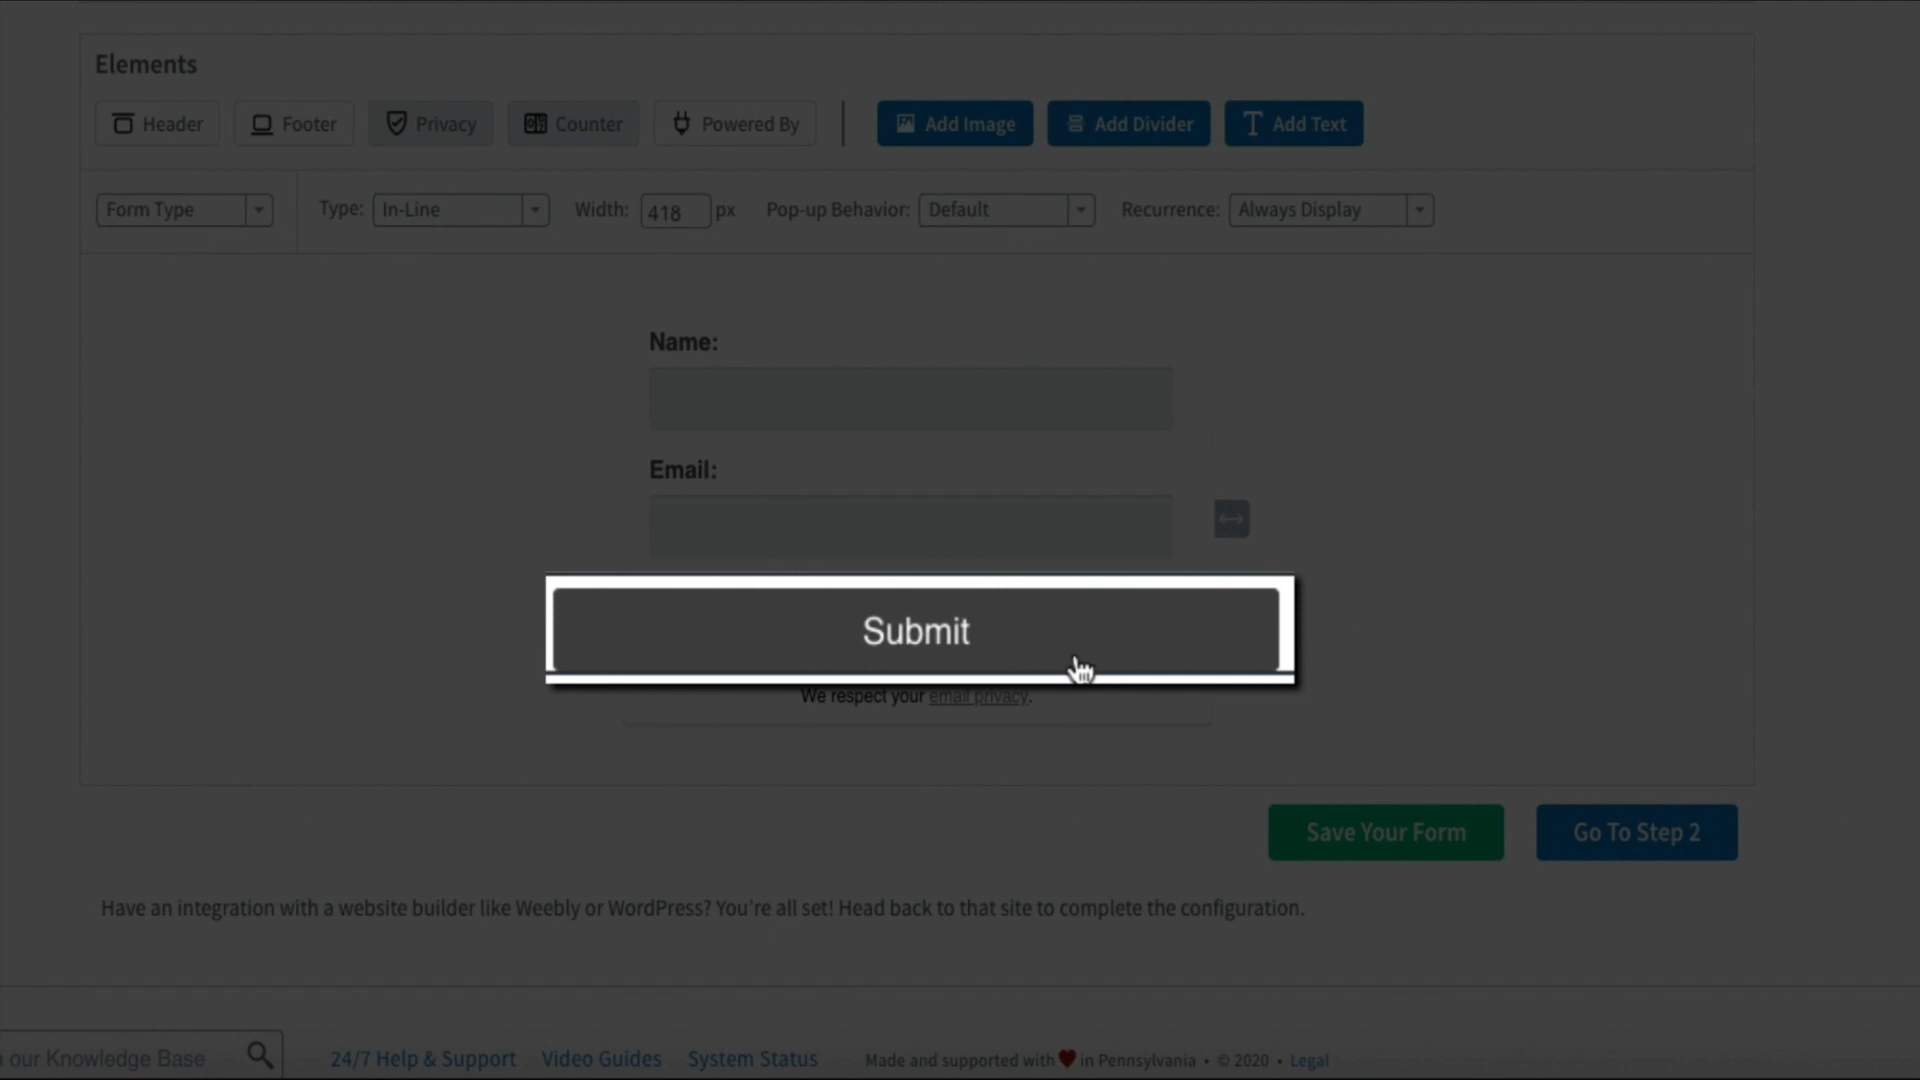 Elements
Header Footer Privacy Counter Powered By Add Image Add Divider Add Text
Form Type Type: In-Line Width: 418 px Pop-up Behavior: Default Recurrence: Always Display
Name:
Email:
Submit
We respect your email privacy.
Save Your Form Go To Step 2
Have an integration with a website builder like Weebly or WordPress? You're all set! Head back to that site to complete the configuration.
our Knowledge Base 24/7 Help & Support Video Guides System Status Made and supported with ❤ in Pennsylvania • © 2020 • Legal